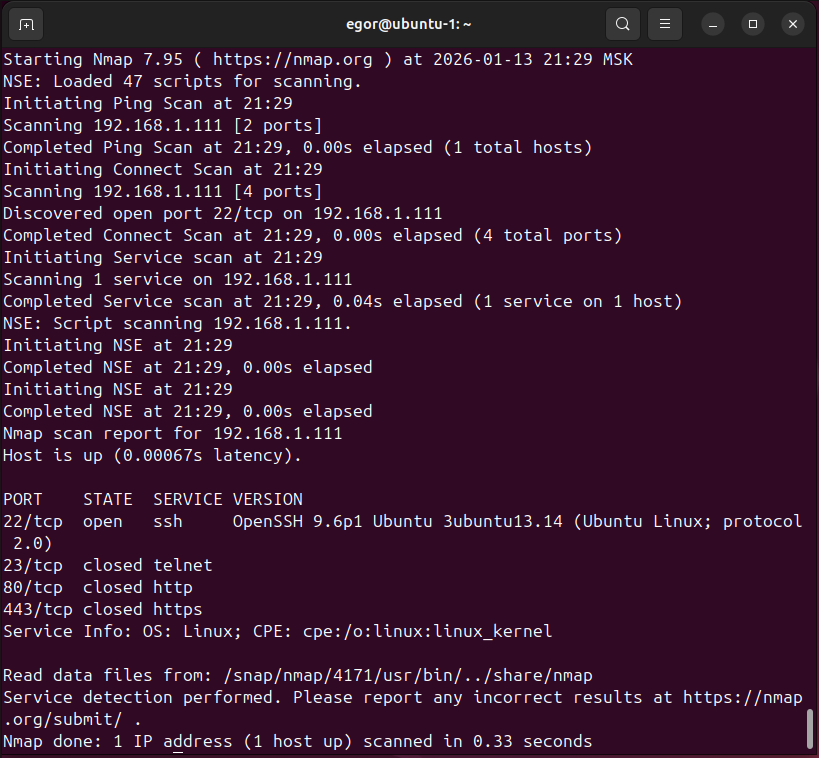 egor@ubuntu-1: ~
Starting Nmap 7.95 ( https://nmap.org ) at 2026-01-13 21:29 MSK
NSE: Loaded 47 scripts for scanning.
Initiating Ping Scan at 21:29
Scanning 192.168.1.111 [2 ports]
Completed Ping Scan at 21:29, 0.00s elapsed (1 total hosts)
Initiating Connect Scan at 21:29
Scanning 192.168.1.111 [4 ports]
Discovered open port 22/tcp on 192.168.1.111
Completed Connect Scan at 21:29, 0.00s elapsed (4 total ports)
Initiating Service scan at 21:29
Scanning 1 service on 192.168.1.111
Completed Service scan at 21:29, 0.04s elapsed (1 service on 1 host)
NSE: Script scanning 192.168.1.111.
Initiating NSE at 21:29
Completed NSE at 21:29, 0.00s elapsed
Initiating NSE at 21:29
Completed NSE at 21:29, 0.00s elapsed
Nmap scan report for 192.168.1.111
Host is up (0.00067s latency).

PORT    STATE  SERVICE VERSION
22/tcp  open   ssh     OpenSSH 9.6p1 Ubuntu 3ubuntu13.14 (Ubuntu Linux; protocol
 2.0)
23/tcp  closed telnet
80/tcp  closed http
443/tcp closed https
Service Info: OS: Linux; CPE: cpe:/o:linux:linux_kernel

Read data files from: /snap/nmap/4171/usr/bin/../share/nmap
Service detection performed. Please report any incorrect results at https://nmap
.org/submit/ .
Nmap done: 1 IP address (1 host up) scanned in 0.33 seconds